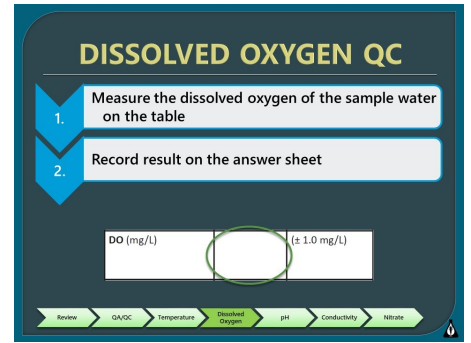 DISSOLVED OXYGEN QC
1.
Measure the dissolved oxygen of the sample water
on the table
2.
Record result on the answer sheet
DO (mg/L)
(± 1.0 mg/L)
Review
QA/QC
Temperature
Dissolved
Oxygen
pH
Conductivity
Nitrate